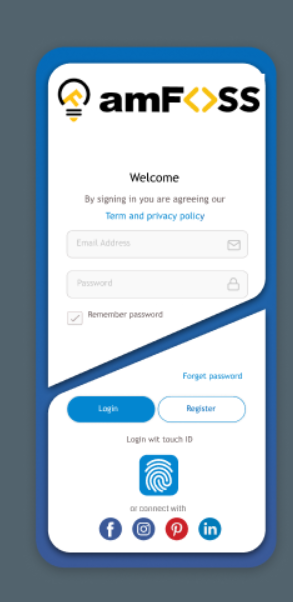 amF<>SS
Welcome
By signing in you are agreeing our
Term and privacy policy
Email Address
Password
Remember password
Forget password
Login
Register
Login wit touch ID
or connect with